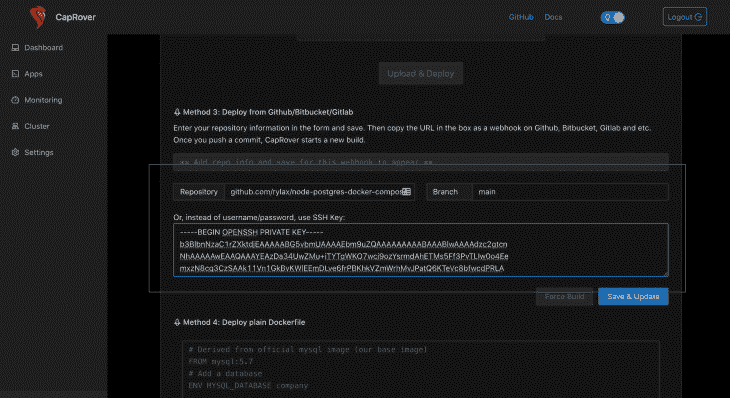 CapRover
GitHub
Docs
Logout
Dashboard
Apps
Monitoring
Cluster
Settings
Upload & Deploy
Method 3: Deploy from Github/Bitbucket/Gitlab
Enter your repository information in the form and save. Then copy the URL in the box as a webhook on Github, Bitbucket, Gitlab and etc.
Once you push a commit, CapRover starts a new build.
** Add repo info and save for this webhook to appear **
Repository
github.com/rylax/node-postgres-docker-compos
Branch
main
Or, instead of username/password, use SSH Key:
-----BEGIN OPENSSH PRIVATE KEY-----
Force Build
Save & Update
Method 4: Deploy plain Dockerfile
# Derived from official mysql image (our base image)
FROM mysql:5.7
# Add a database
ENV MYSQL_DATABASE company